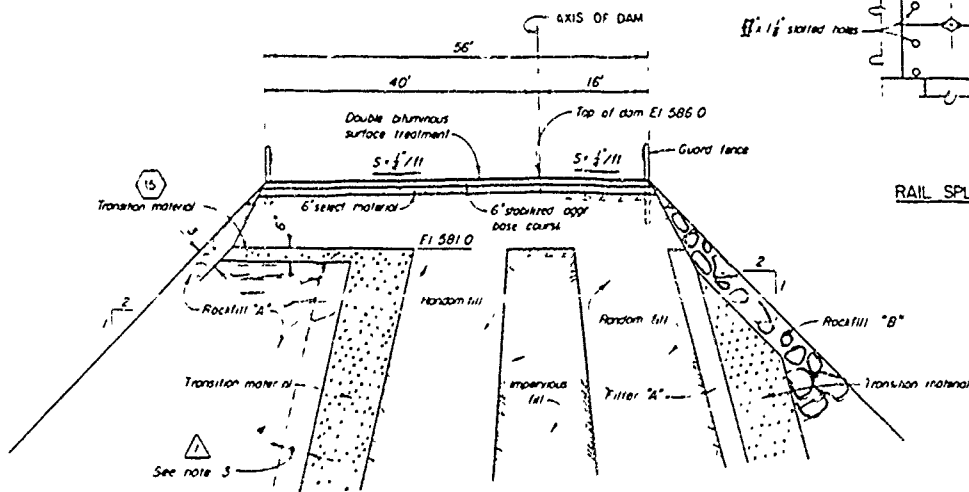 AXIS OF DAM
56'
40'
16'
slotted holes
Double bituminous
surface treatment
Top of dam El 586.0
S = ¼"/ft
S = ¼"/ft
Guard fence
15
Transition material
6" select material
6" stabilized aggr
base course
RAIL SPL
6"
5'
El 581.0
2
1
2
1
Rockfill "A"
Random fill
Random fill
Rockfill "B"
Transition material
Impervious
fill
Filter "A"
Transition material
4
1
See note 3